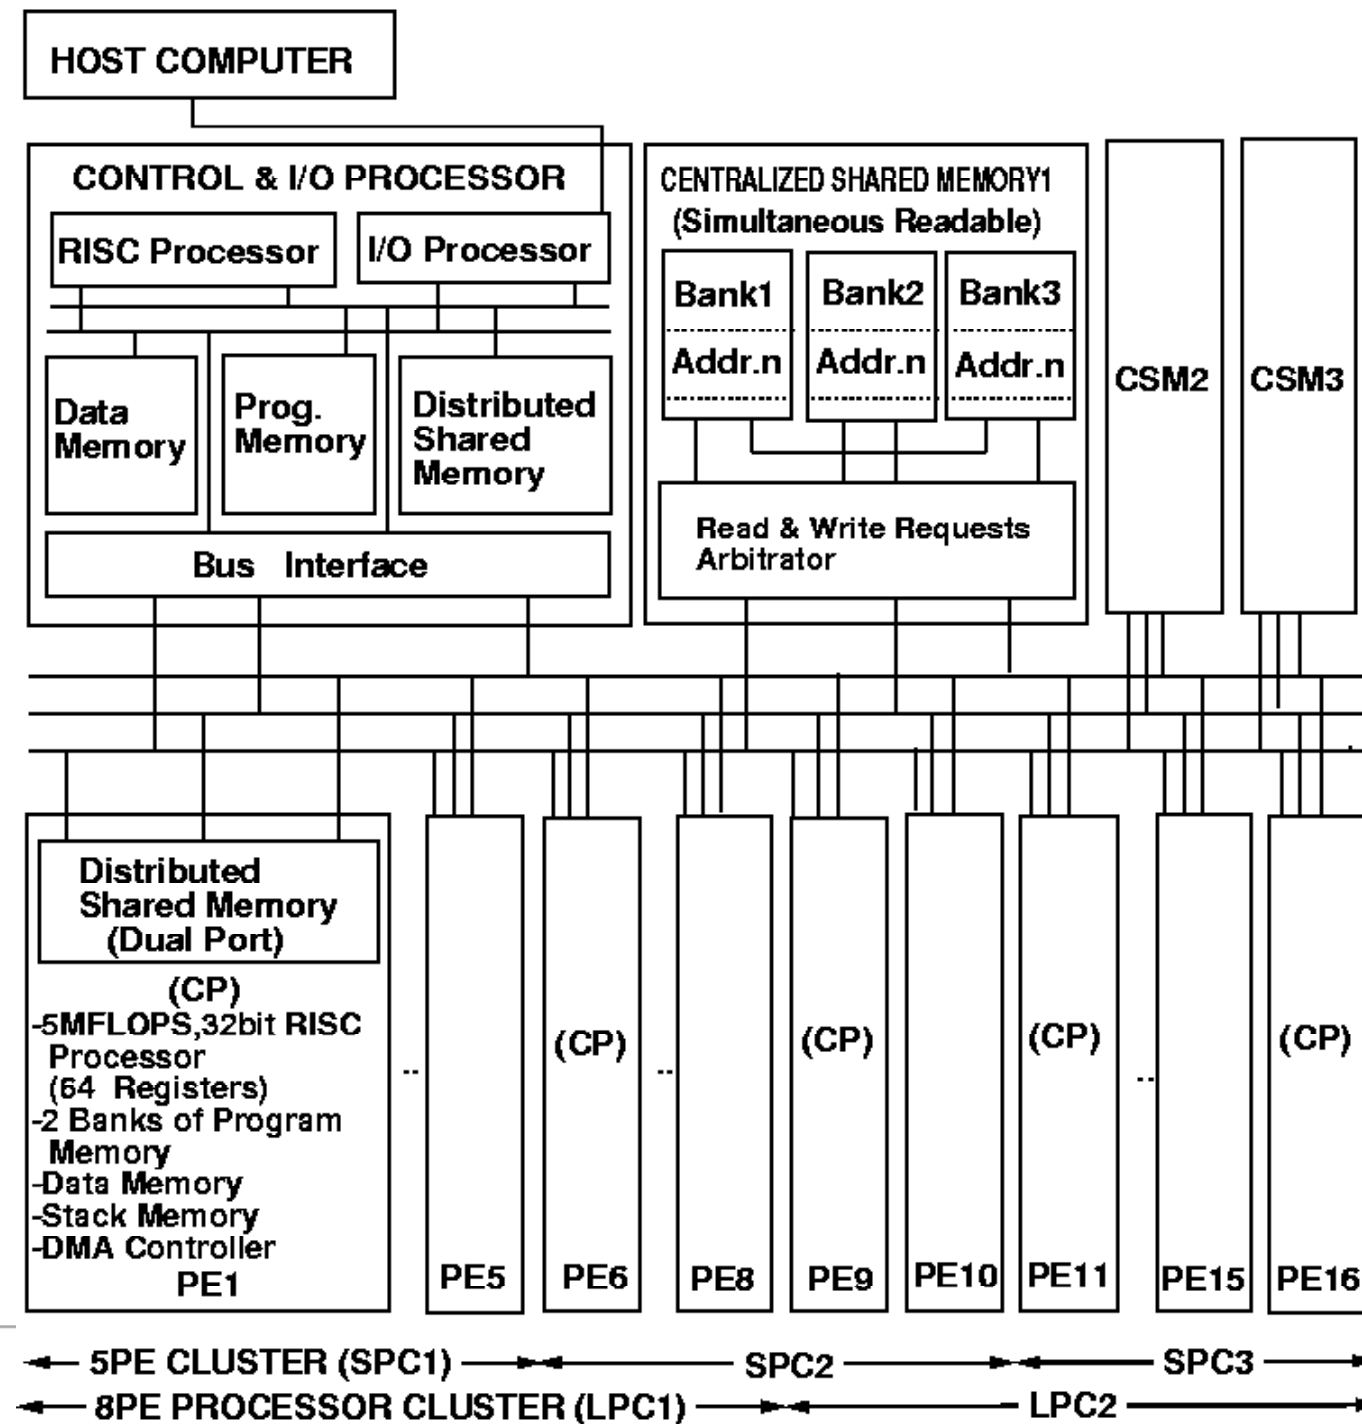 HOST COMPUTER
CONTROL & I/O PROCESSOR
RISC Processor
I/O Processor
Data
Memory
Prog.
Memory
Distributed
Shared
Memory
Bus Interface
CENTRALIZED SHARED MEMORY1
(Simultaneous Readable)
Bank1
Addr.n
Bank2
Addr.n
Bank3
Addr.n
Read & Write Requests
Arbitrator
CSM2
CSM3
Distributed
Shared Memory
(Dual Port)
(CP)
-5MFLOPS,32bit RISC
Processor
(64 Registers)
-2 Banks of Program
Memory
-Data Memory
-Stack Memory
-DMA Controller
PE1
..
PE5
(CP)
PE6
..
PE8
(CP)
PE9
PE10
(CP)
PE11
..
PE15
(CP)
PE16
5PE CLUSTER (SPC1)
SPC2
SPC3
8PE PROCESSOR CLUSTER (LPC1)
LPC2